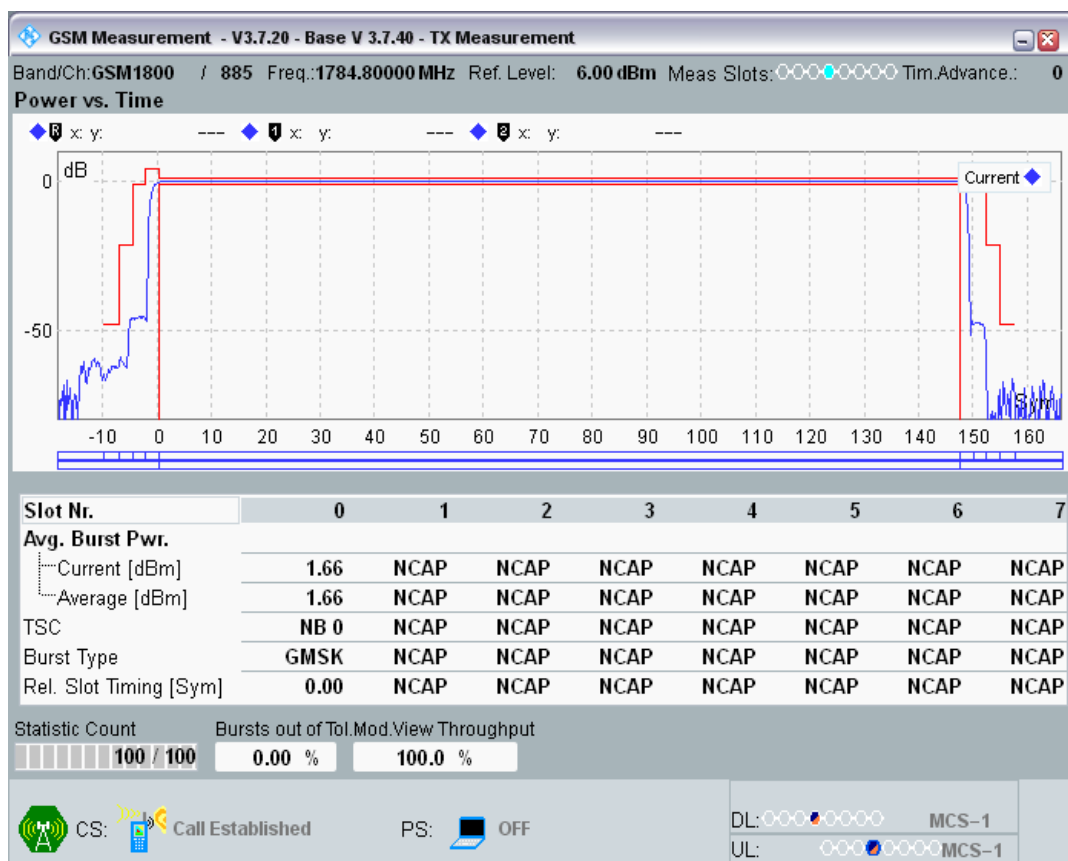 GSM Measurement - V3.7.20 - Base V 3.7.40 - TX Measurement
Band/Ch:GSM1800 / 885 Freq.:1784.80000 MHz Ref. Level: 6.00 dBm Meas Slots: Tim.Advance.: 0
Power vs. Time
R x: y: --- 1 x: y: --- 2 x: y: ---
dB
Current
0
-50
Sym
-10 0 10 20 30 40 50 60 70 80 90 100 110 120 130 140 150 160
Slot Nr. 0 1 2 3 4 5 6 7
Avg. Burst Pwr.
Current [dBm] 1.66 NCAP NCAP NCAP NCAP NCAP NCAP NCAP
Average [dBm] 1.66 NCAP NCAP NCAP NCAP NCAP NCAP NCAP
TSC NB 0 NCAP NCAP NCAP NCAP NCAP NCAP NCAP
Burst Type GMSK NCAP NCAP NCAP NCAP NCAP NCAP NCAP
Rel. Slot Timing [Sym] 0.00 NCAP NCAP NCAP NCAP NCAP NCAP NCAP
Statistic Count Bursts out of Tol.Mod.View Throughput
100 / 100 0.00 % 100.0 %
CS: Call Established PS: OFF
DL: MCS-1
UL: MCS-1